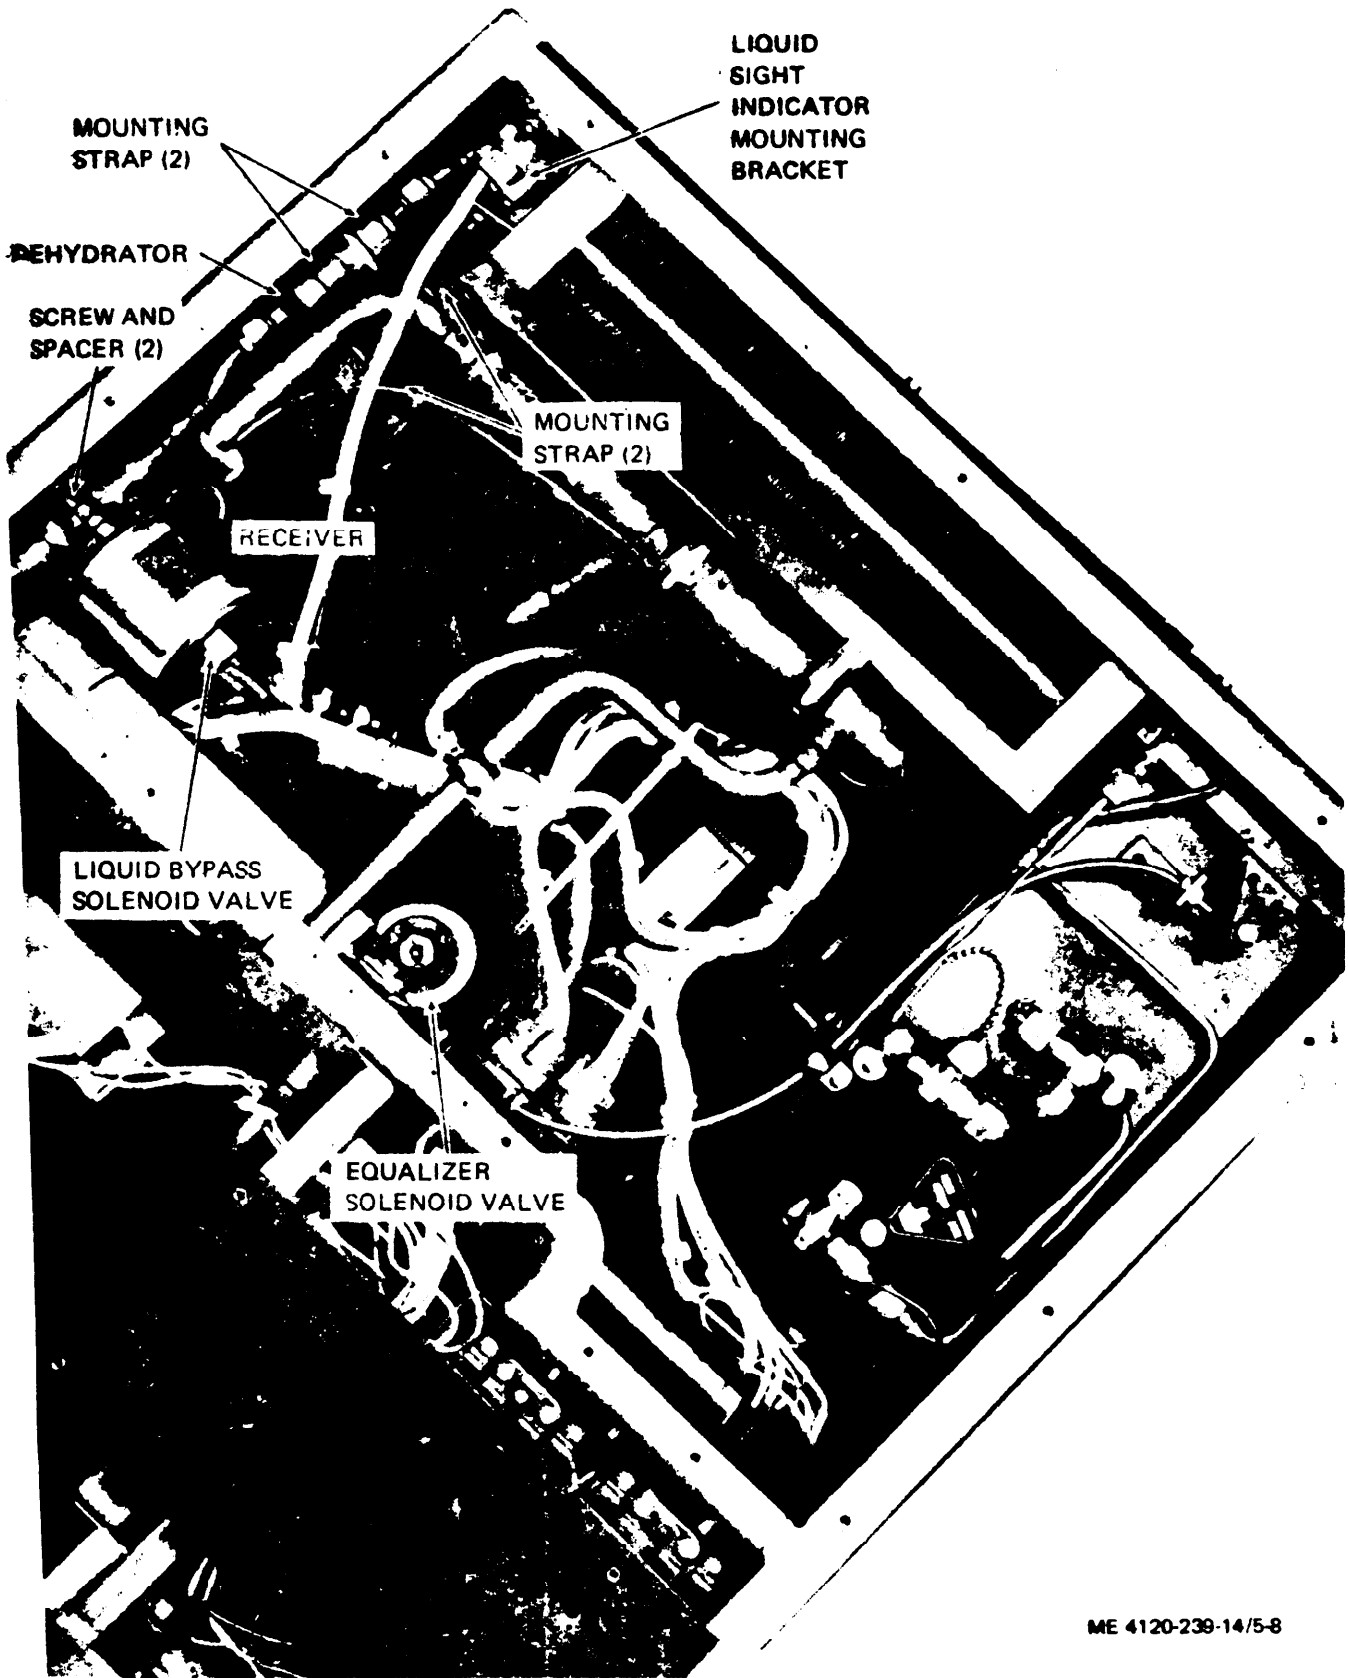 LIQUID
SIGHT
INDICATOR
MOUNTING
BRACKET
MOUNTING
STRAP (2)
DEHYDRATOR
SCREW AND
SPACER (2)
MOUNTING
STRAP (2)
RECEIVER
LIQUID BYPASS
SOLENOID VALVE
EQUALIZER
SOLENOID VALVE
ME 4120-239-14/5-8